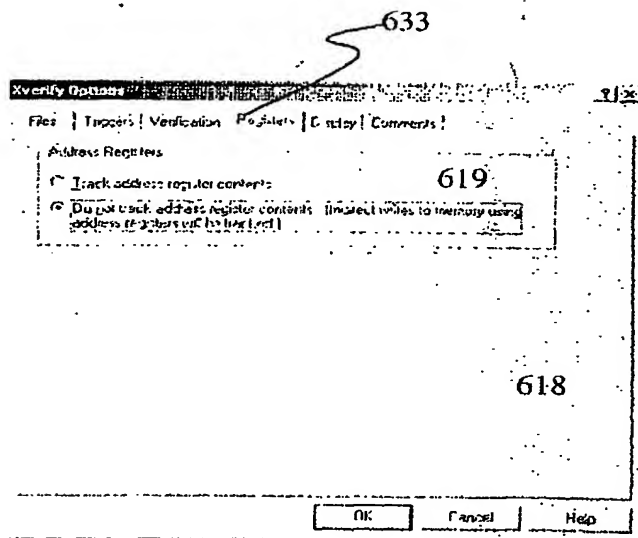 633
Xverify Options
Files | Triggers | Verification | Registers | Display | Comments |
Address Registers
Track address register contents
619
Do not track address register contents (Indirect writes to memory using
address registers will be tracked)
618
OK Cancel Help